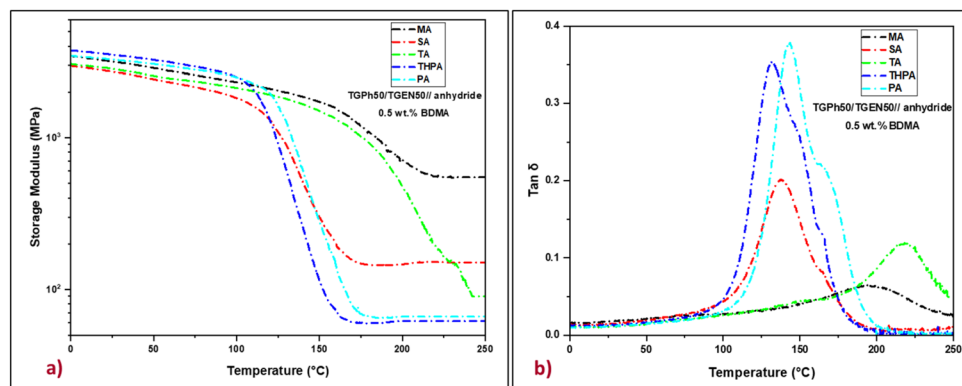 MA
SA
TA
THPA
PA
TGPh50/TGEN50// anhydride
0.5 wt.% BDMA
10³
10²
Storage Modulus (MPa)
0 50 100 150 200 250
Temperature (°C)
a)
MA
SA
TA
THPA
PA
TGPh50/TGEN50// anhydride
0.5 wt.% BDMA
0.4
0.3
0.2
0.1
0.0
Tan δ
0 50 100 150 200 250
Temperature (°C)
b)